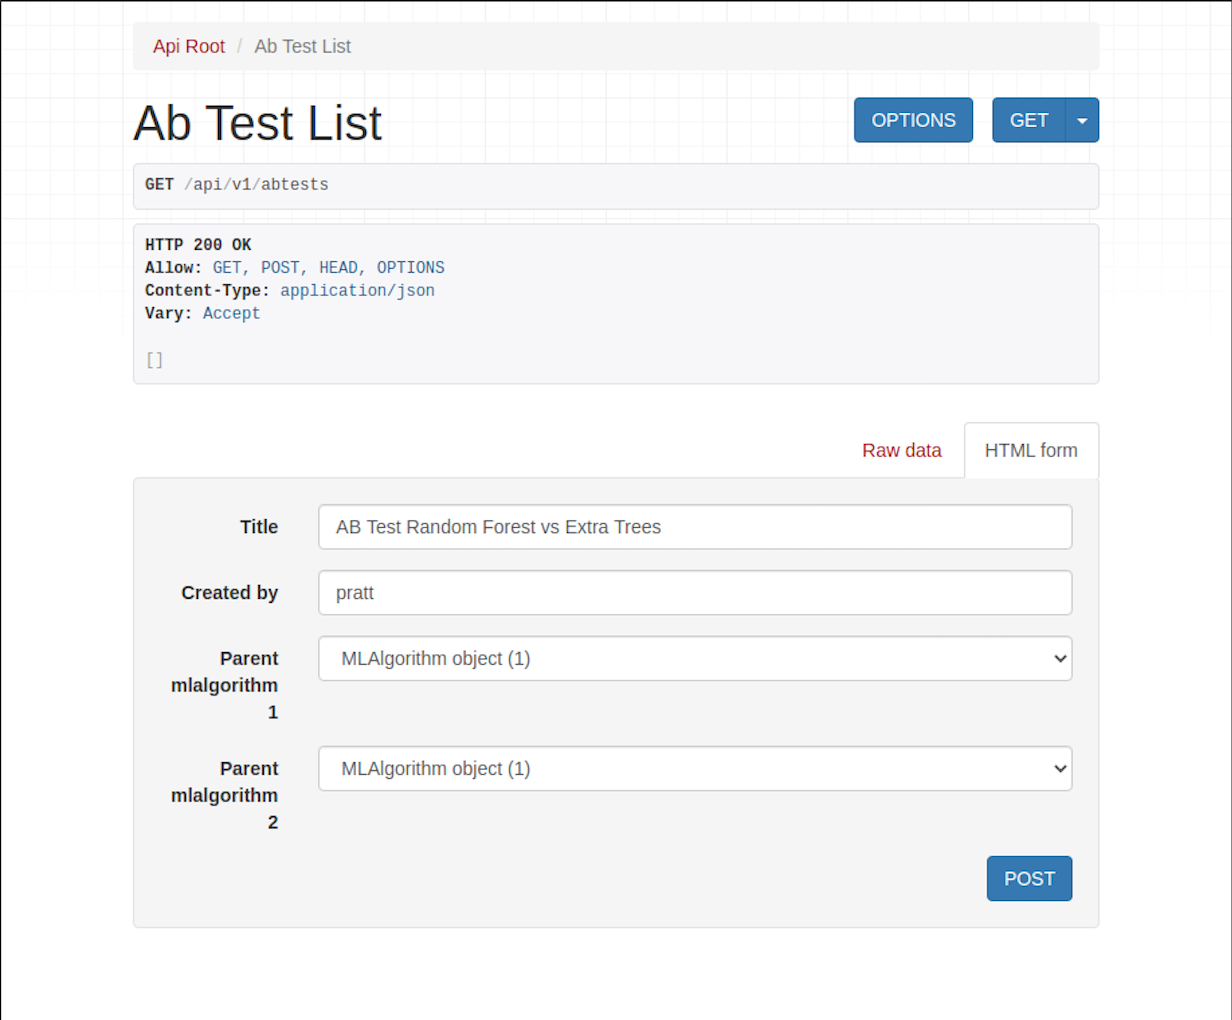 Api Root / Ab Test List
Ab Test List
OPTIONS
GET
GET /api/v1/abtests
HTTP 200 OK
Allow: GET, POST, HEAD, OPTIONS
Content-Type: application/json
Vary: Accept
[]
Raw data
HTML form
Title
AB Test Random Forest vs Extra Trees
Created by
pratt
Parent
mlalgorithm
1
MLAlgorithm object (1)
Parent
mlalgorithm
2
MLAlgorithm object (1)
POST